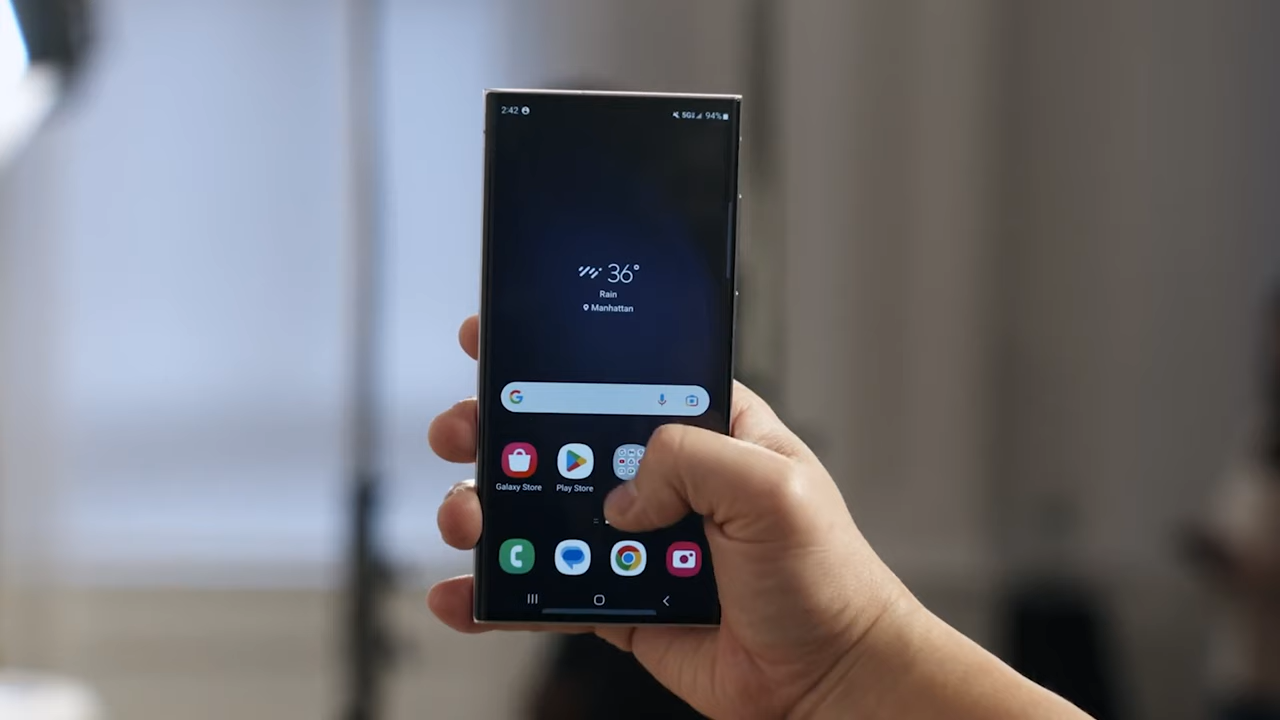 2:42
5G 94%
36°
Rain
Manhattan
G
Galaxy Store
Play Store